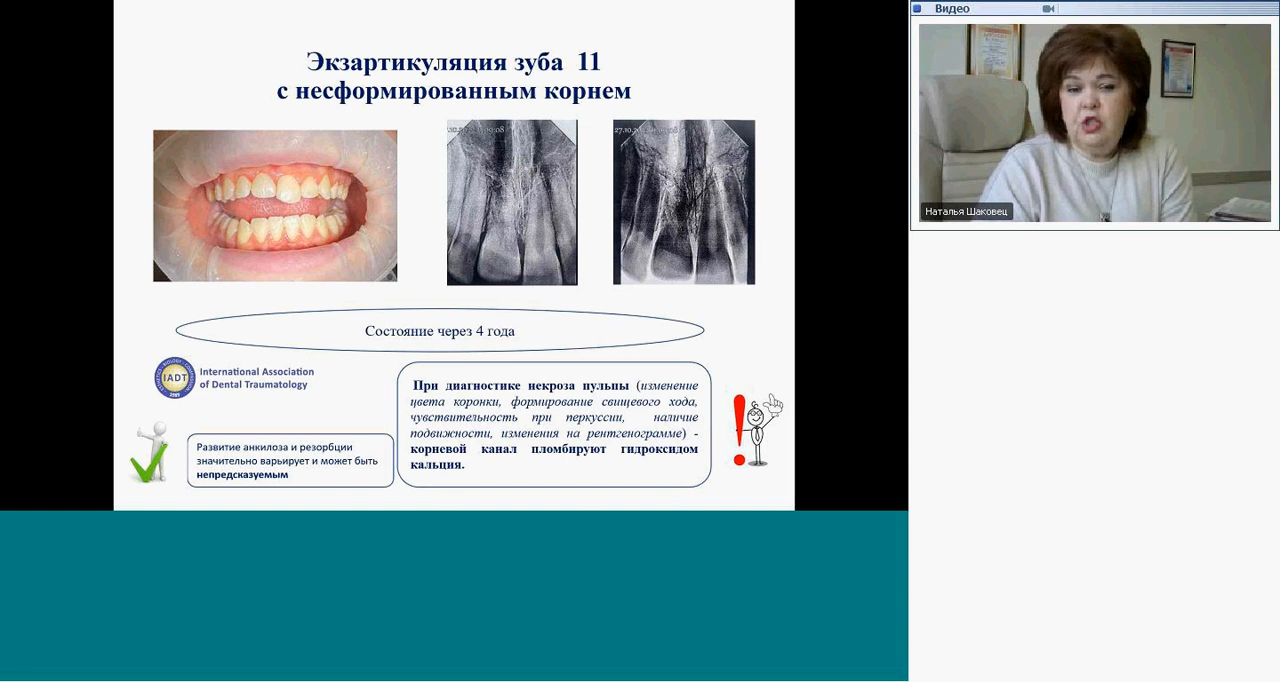 Экзартикуляция зуба 11
с несформированным корнем
Состояние через 4 года
IADT
International Association
of Dental Traumatology
При диагностике некроза пульпы (изменение
цвета коронки, формирование свищевого хода,
чувствительность при перкуссии, наличие
подвижности, изменения на рентгенограмме) -
корневой канал пломбируют гидроксидом
кальция.
Развитие анкилоза и резорбции
значительно варьирует и может быть
непредсказуемым
Видео
Наталья Шаковец